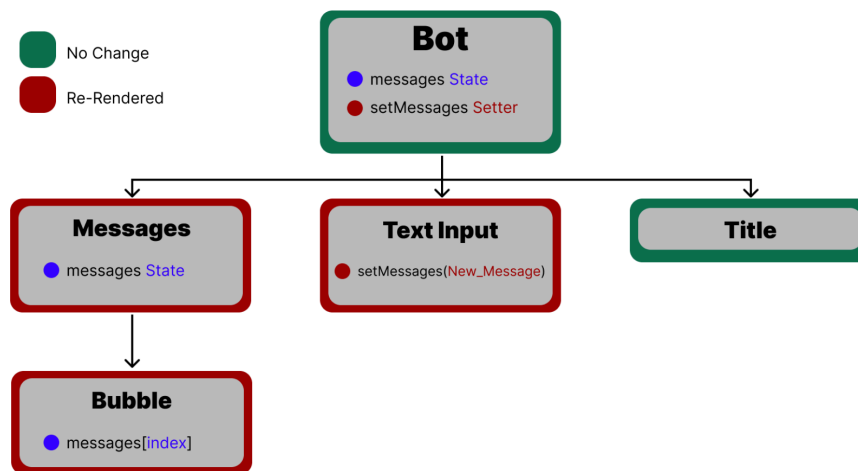 Bot
No Change
messages State
Re-Rendered
setMessages Setter
Messages
Text Input
Title
messages State
setMessages(New_Message)
Bubble
messages[index]